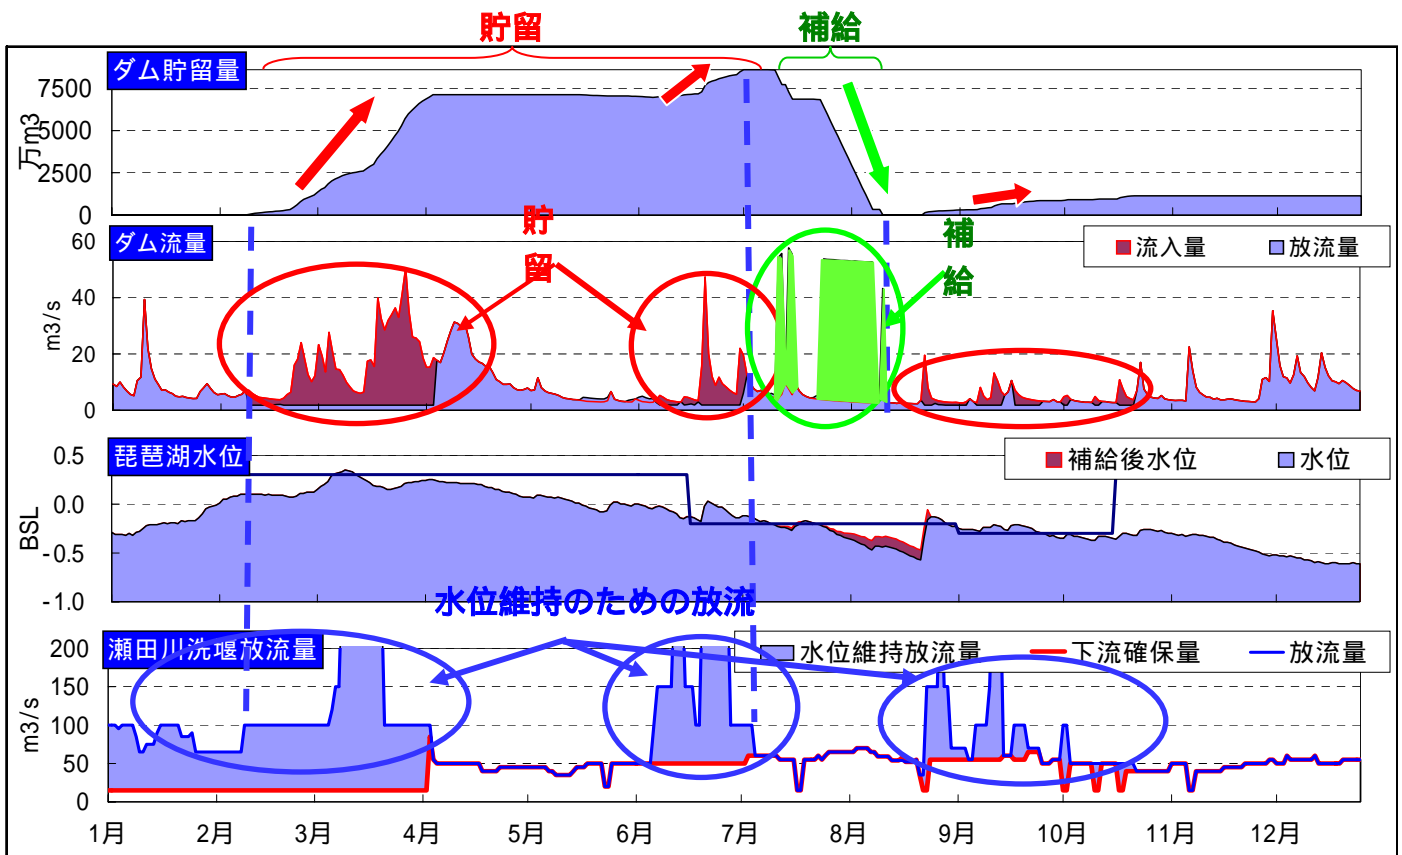 貯留
補給
ダム貯留量
7500
5000
2500
0
万m3
ダム流量
貯留
補給
流入量
放流量
60
40
20
0
m3/s
琵琶湖水位
補給後水位
水位
0.5
0.0
-0.5
-1.0
BSL
水位維持のための放流
瀬田川洗堰放流量
水位維持放流量
下流確保量
放流量
200
150
100
50
0
m3/s
1月 2月 3月 4月 5月 6月 7月 8月 9月 10月 11月 12月